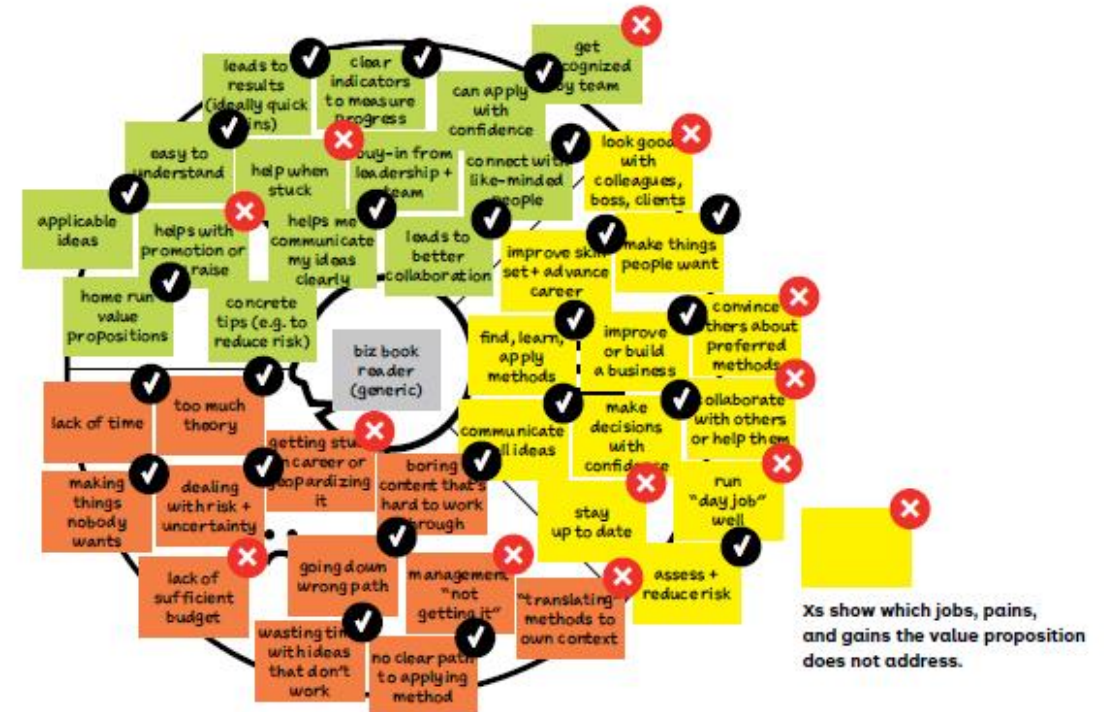 get
cognized
by team
leads to
results
(ideally quick
ins)
clear
indicators
to measure
progress
can apply
with
confidence
easy to
understand
help when
stuck
buy-in from
leadership +
team
connect with
like-minded
people
look good
with
colleagues,
boss, clients
applicable
ideas
helps with
promotion or
raise
helps me
communicate
my ideas
clearly
leads to
better
collaboration
improve skill
set+ advance
career
make things
people want
home run
value
propositions
concrete
tips (e.g. to
reduce risk)
biz book
reader
(generic)
find, learn,
apply
methods
improve
or build
a business
convince
others about
preferred
methods
lack of time
too much
theory
getting stuck
in career or
jeopardizing
it
boring
content that's
hard to work
through
communicate
ll ideas
make
decisions
with
confidence
collaborate
with others
or help them
making
things
nobody
wants
dealing
with risk +
uncertainty
stay
up to date
run
"day job"
well
lack of
sufficient
budget
going down
wrong path
management
"not
getting it"
"translating"
methods to
own context
assess +
reduce risk
wasting time
with ideas
that don't
work
no clear path
to applying
method
Xs show which jobs, pains,
and gains the value proposition
does not address.